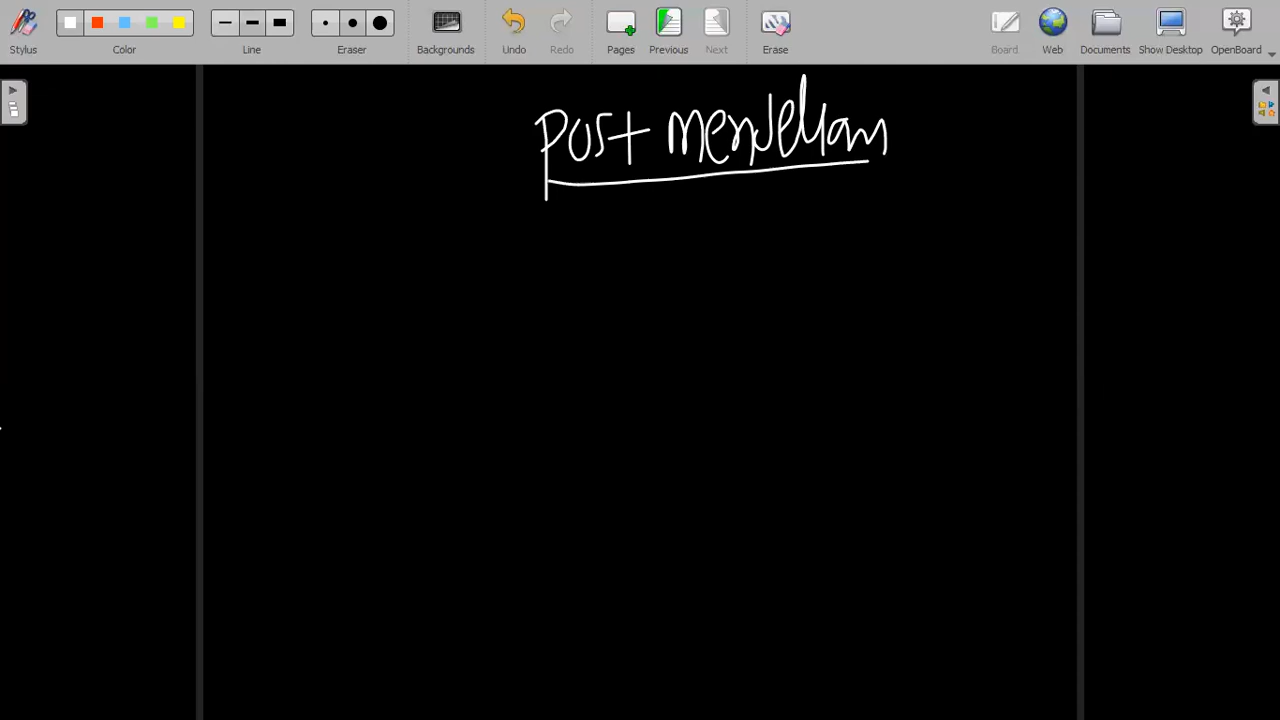 Stylus
Color
Line
Eraser
Backgrounds
Undo
Redo
Pages
Previous
Next
Erase
Board
Web
Documents
Show Desktop
OpenBoard
Post mendelian